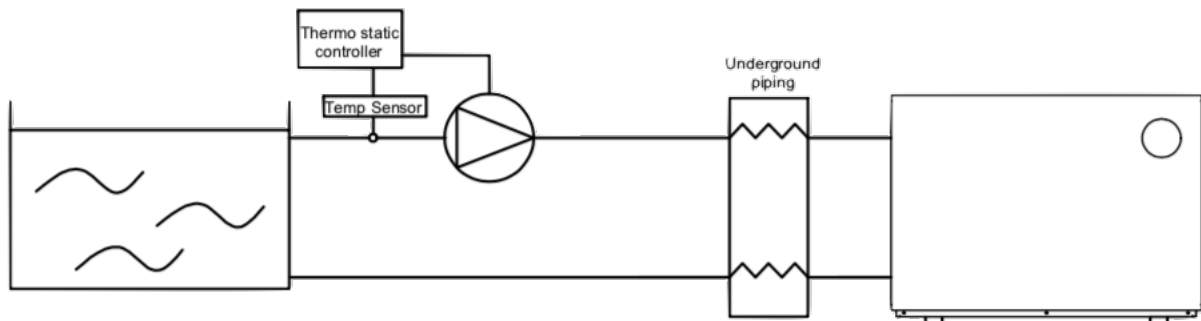 Thermo static
controller
Temp Sensor
Underground
piping